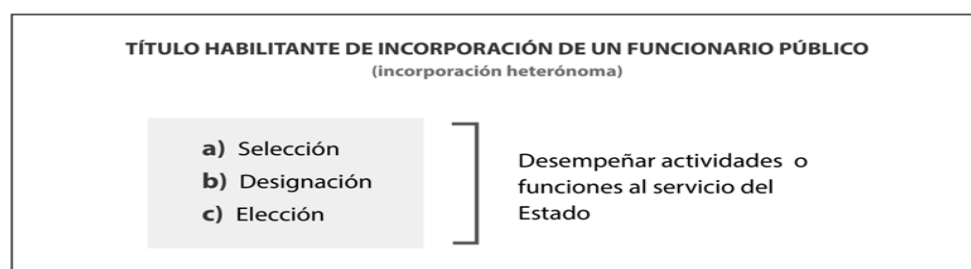 TÍTULO HABILITANTE DE INCORPORACIÓN DE UN FUNCIONARIO PÚBLICO
(incorporación heterónoma)
a) Selección
b) Designación
c) Elección
Desempeñar actividades o
funciones al servicio del
Estado